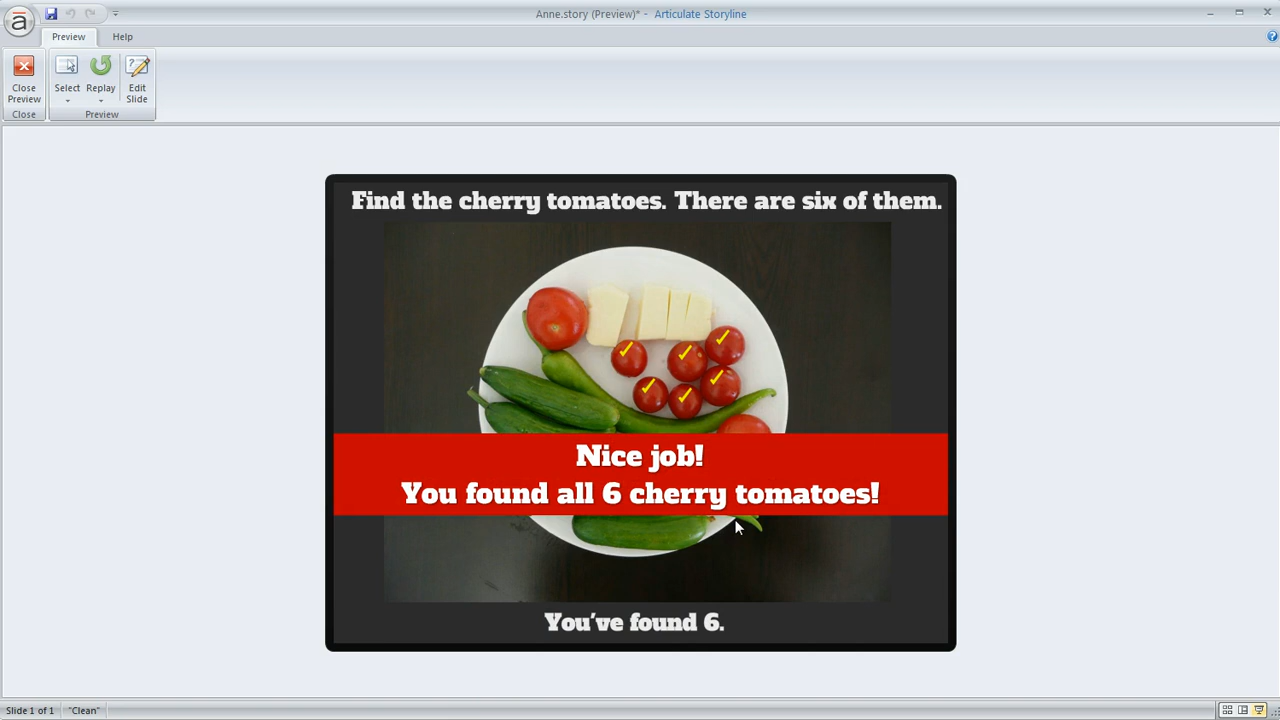 Anne.story (Preview)* - Articulate Storyline
Preview
Help
Close Preview
Select
Replay
Edit Slide
Close
Preview
Find the cherry tomatoes. There are six of them.
Nice job!
You found all 6 cherry tomatoes!
You've found 6.
Slide 1 of 1
"Clean"